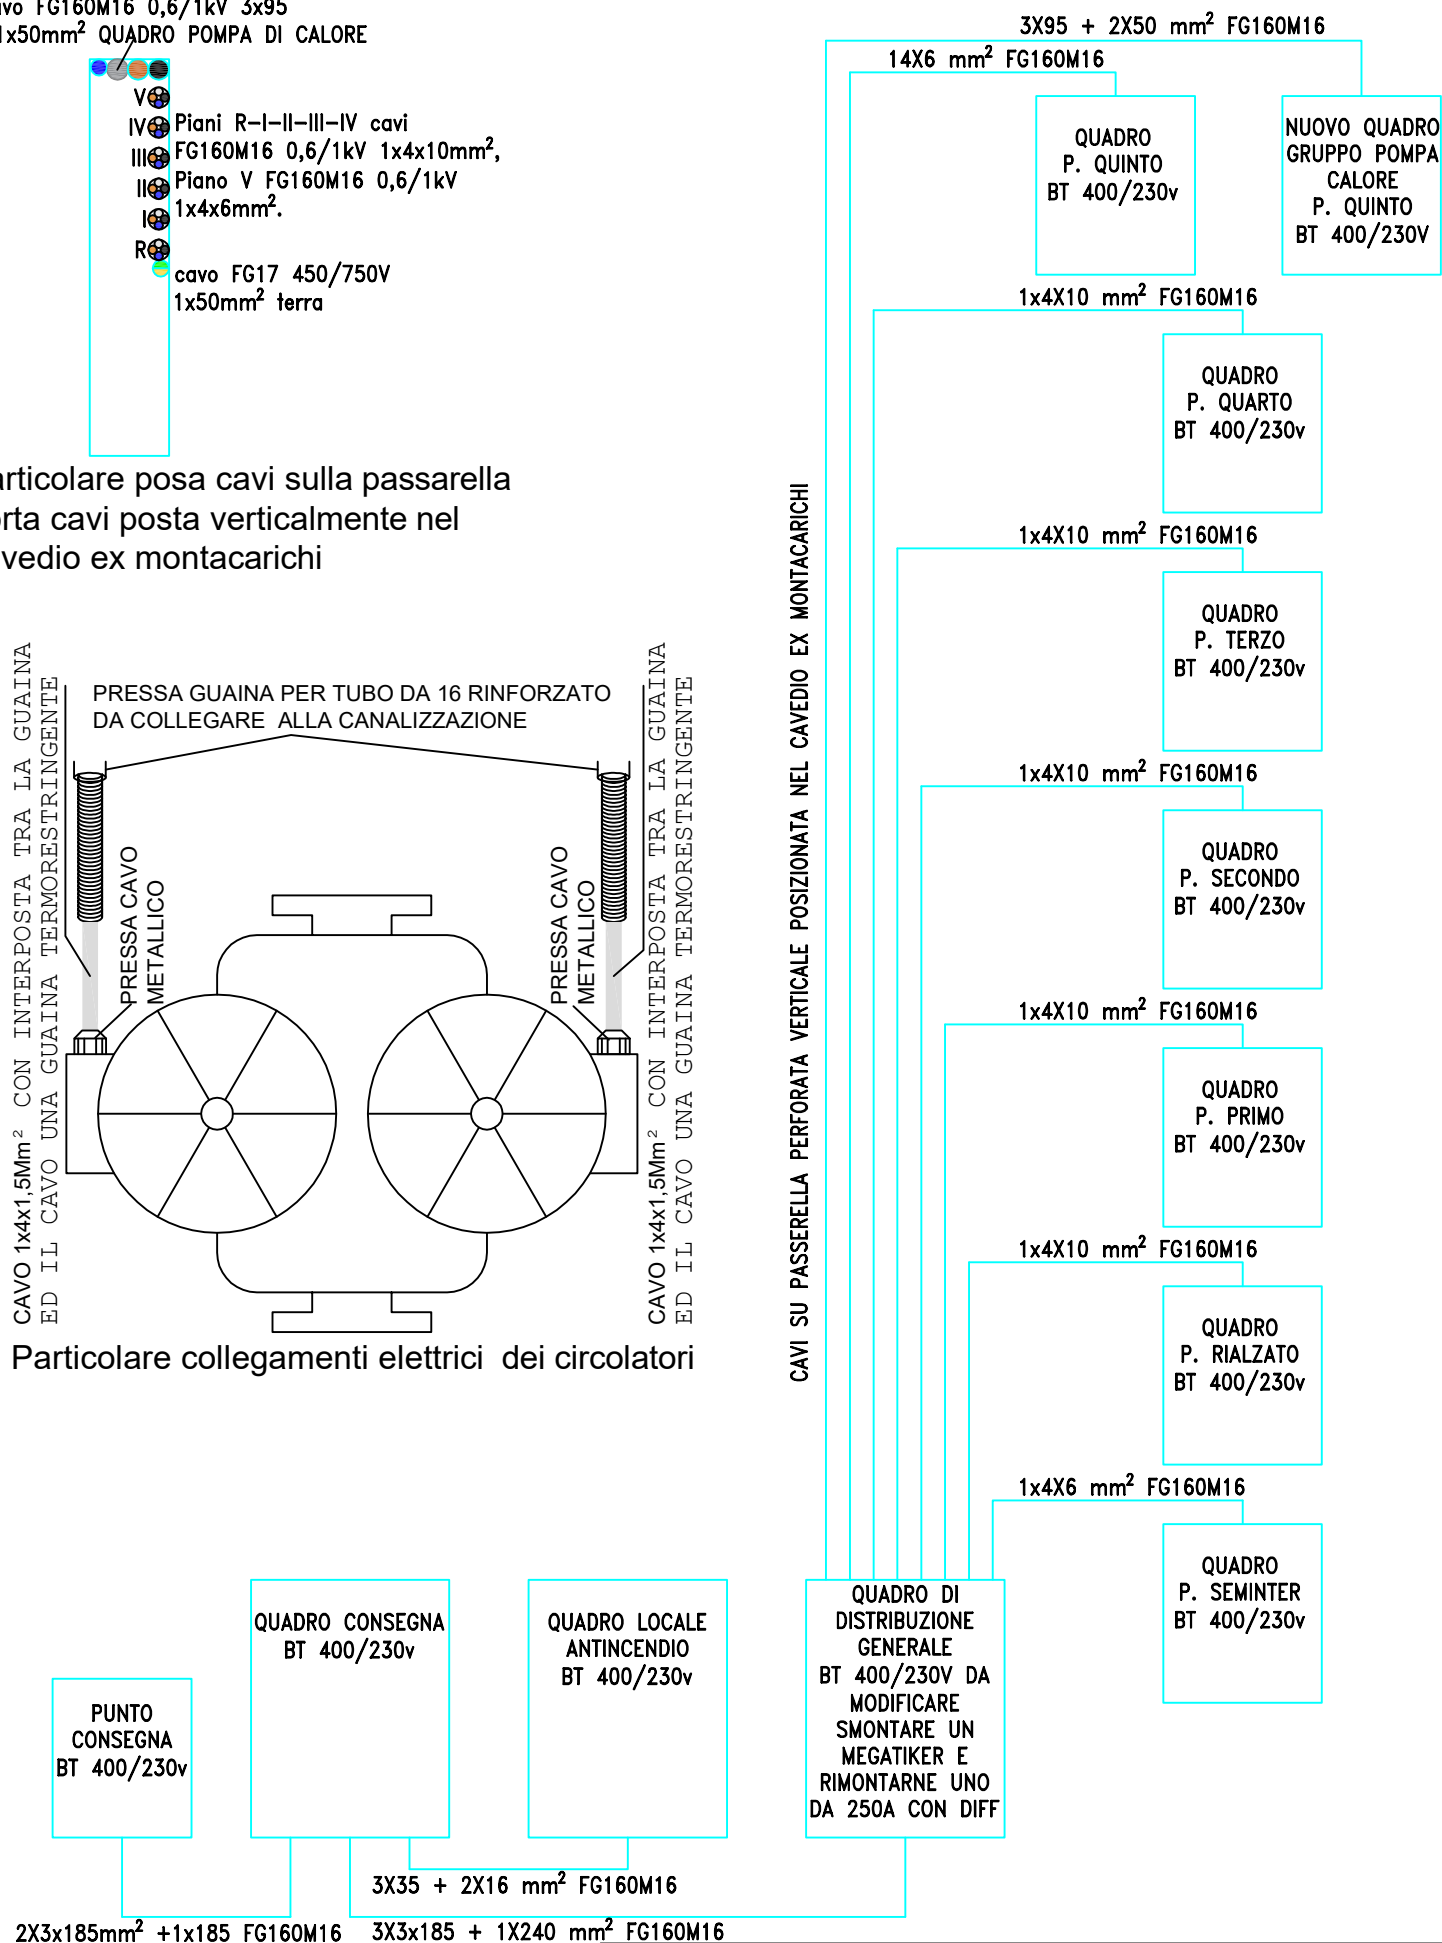 FG160M16 0,6/1kV 3x95
1x50mm² QUADRO POMPA DI CALORE
V
IV
III
II
I
R
Piani R-I-II-III-IV cavi
FG160M16 0,6/1kV 1x4x10mm²,
Piano V FG160M16 0,6/1kV
1x4x6mm².
cavo FG17 450/750V
1x50mm² terra
articolare posa cavi sulla passarella
orta cavi posta verticalmente nel
vedio ex montacarichi
PRESSA GUAINA PER TUBO DA 16 RINFORZATO
DA COLLEGARE ALLA CANALIZZAZIONE
CAVO 1x4x1,5Mm² CON INTERPOSTA TRA LA GUAINA
ED IL CAVO UNA GUAINA TERMORESTRINGENTE
PRESSA CAVO
METALLICO
PRESSA CAVO
METALLICO
CAVO 1x4x1,5Mm² CON INTERPOSTA TRA LA GUAINA
ED IL CAVO UNA GUAINA TERMORESTRINGENTE
Particolare collegamenti elettrici dei circolatori
CAVI SU PASSERELLA PERFORATA VERTICALE POSIZIONATA NEL CAVEDIO EX MONTACARICHI
3X95 + 2X50 mm² FG160M16
14X6 mm² FG160M16
QUADRO
P. QUINTO
BT 400/230v
NUOVO QUADRO
GRUPPO POMPA
CALORE
P. QUINTO
BT 400/230V
1x4X10 mm² FG160M16
QUADRO
P. QUARTO
BT 400/230v
1x4X10 mm² FG160M16
QUADRO
P. TERZO
BT 400/230v
1x4X10 mm² FG160M16
QUADRO
P. SECONDO
BT 400/230v
1x4X10 mm² FG160M16
QUADRO
P. PRIMO
BT 400/230v
1x4X10 mm² FG160M16
QUADRO
P. RIALZATO
BT 400/230v
1x4X6 mm² FG160M16
QUADRO
P. SEMINTER
BT 400/230v
PUNTO
CONSEGNA
BT 400/230v
QUADRO CONSEGNA
BT 400/230v
QUADRO LOCALE
ANTINCENDIO
BT 400/230v
QUADRO DI
DISTRIBUZIONE
GENERALE
BT 400/230V DA
MODIFICARE
SMONTARE UN
MEGATIKER E
RIMONTARNE UNO
DA 250A CON DIFF
3X35 + 2X16 mm² FG160M16
2X3x185mm² +1x185 FG160M16
3X3x185 + 1X240 mm² FG160M16